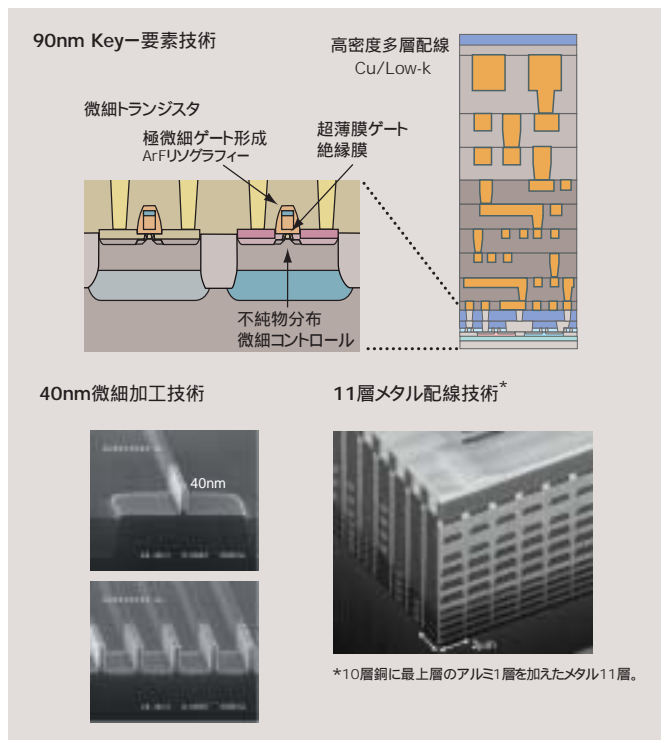 90nm Keyー要素技術
高密度多層配線
Cu/Low-k
微細トランジスタ
極微細ゲート形成
ArFリソグラフィー
超薄膜ゲート
絶縁膜
不純物分布
微細コントロール
40nm微細加工技術
11層メタル配線技術*
40nm
*10層銅に最上層のアルミ1層を加えたメタル11層。